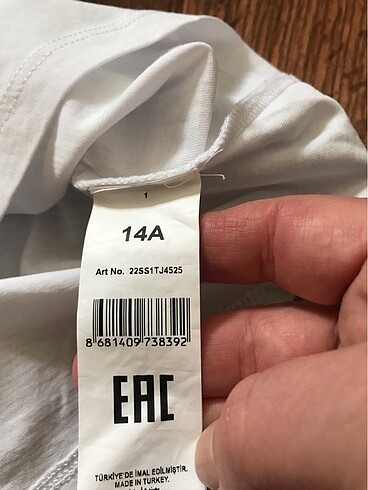 1
14A
Art No. 22SS1TJ4525
8 681409 738392
EAC
TÜRKİYE'DE İMAL EDİLMİŞTİR.
MADE IN TURKEY.